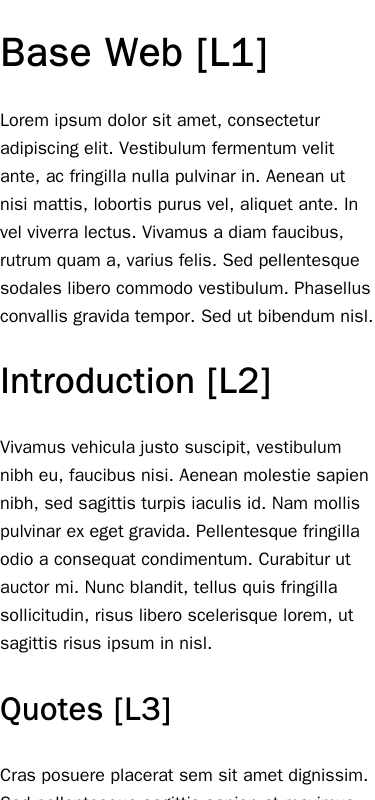 Base Web [L1]
Lorem ipsum dolor sit amet, consectetur
adipiscing elit. Vestibulum fermentum velit
ante, ac fringilla nulla pulvinar in. Aenean ut
nisi mattis, lobortis purus vel, aliquet ante. In
vel viverra lectus. Vivamus a diam faucibus,
rutrum quam a, varius felis. Sed pellentesque
sodales libero commodo vestibulum. Phasellus
convallis gravida tempor. Sed ut bibendum nisl.
Introduction [L2]
Vivamus vehicula justo suscipit, vestibulum
nibh eu, faucibus nisi. Aenean molestie sapien
nibh, sed sagittis turpis iaculis id. Nam mollis
pulvinar ex eget gravida. Pellentesque fringilla
odio a consequat condimentum. Curabitur ut
auctor mi. Nunc blandit, tellus quis fringilla
sollicitudin, risus libero scelerisque lorem, ut
sagittis risus ipsum in nisl.
Quotes [L3]
Cras posuere placerat sem sit amet dignissim.